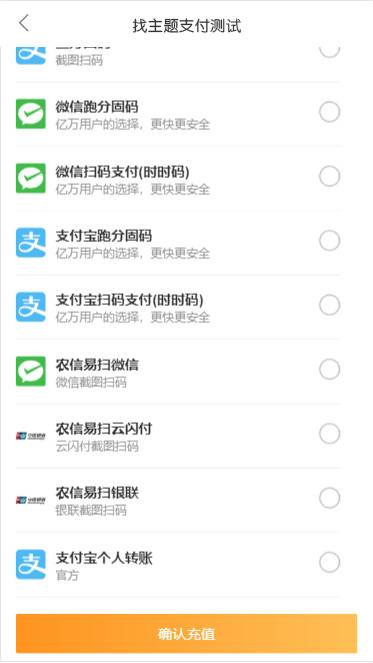 找主题支付测试
截图扫码
微信跑分固码
亿万用户的选择，更快更安全
微信扫码支付(时时码)
亿万用户的选择，更快更安全
支付宝跑分固码
亿万用户的选择，更快更安全
支付宝扫码支付(时时码)
亿万用户的选择，更快更安全
农信易扫微信
微信截图扫码
农信易扫云闪付
云闪付截图扫码
农信易扫银联
银联截图扫码
支付宝个人转账
官方
确认充值